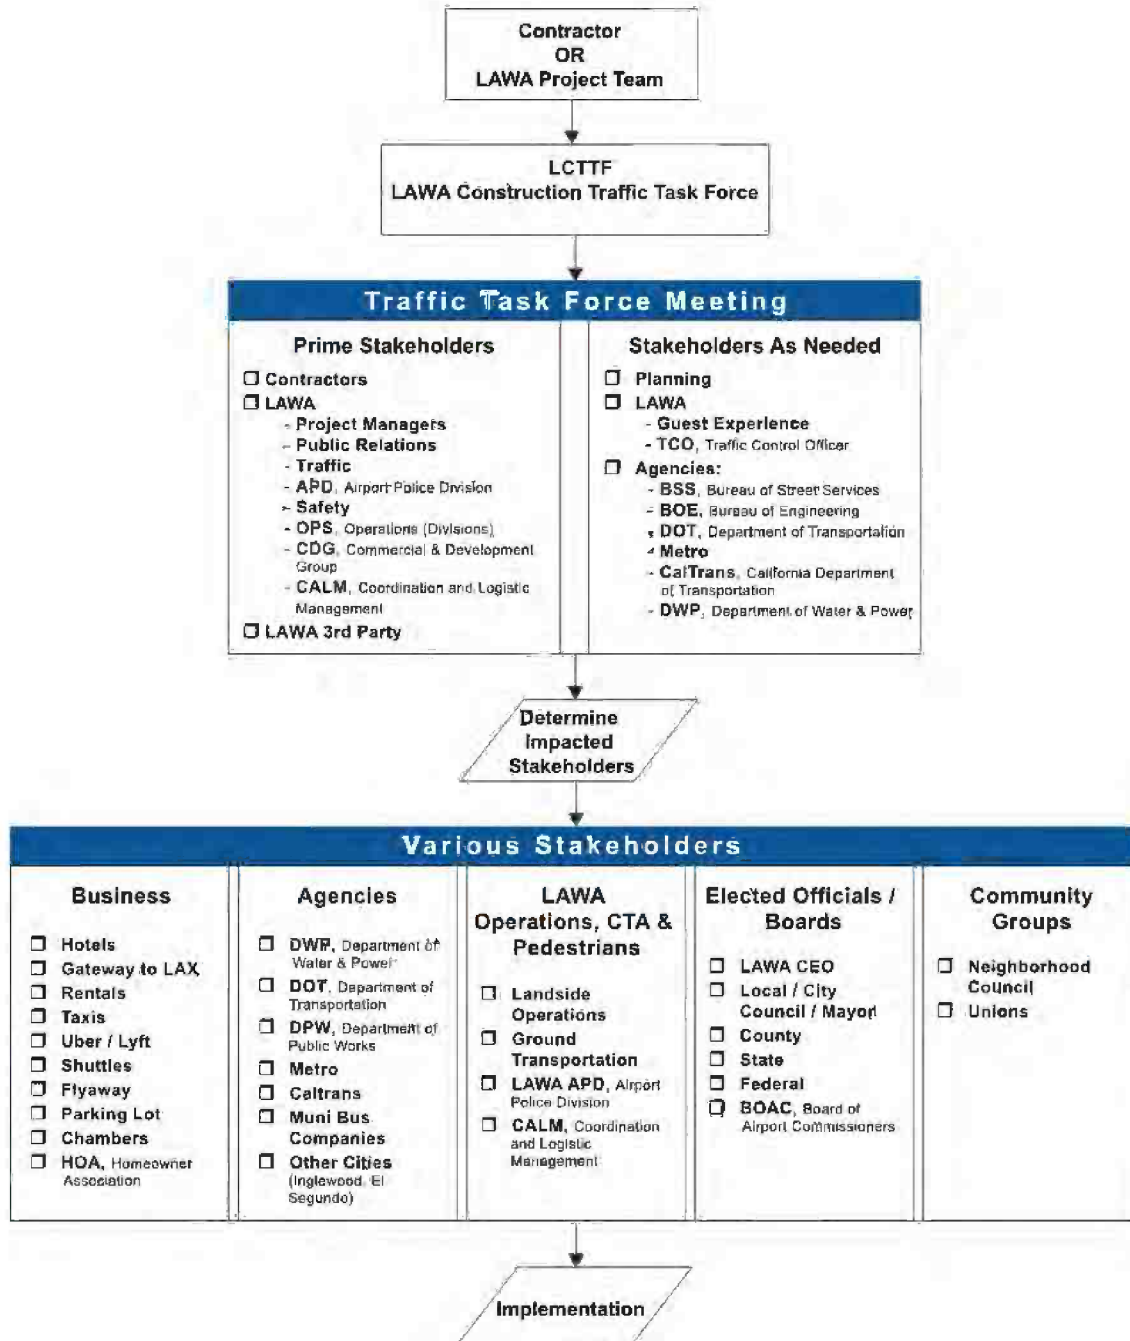 Contractor
OR
LAWA Project Team
LCTTF
LAWA Construction Traffic Task Force
Traffic Task Force Meeting
Prime Stakeholders
❐ Contractors
❐ LAWA
- Project Managers
- Public Relations
- Traffic
- APD, Airport Police Division
- Safety
- OPS, Operations (Divisions)
- CDG, Commercial & Development
Group
- CALM, Coordination and Logistic
Management
❐ LAWA 3rd Party
Stakeholders As Needed
❐ Planning
❐ LAWA
- Guest Experience
- TCO, Traffic Control Officer
❐ Agencies:
- BSS, Bureau of Street Services
- BOE, Bureau of Engineering
- DOT, Department of Transportation
- Metro
- CalTrans, California Department
of Transportation
- DWP, Department of Water & Power
Determine
Impacted
Stakeholders
Various Stakeholders
Business
❐ Hotels
❐ Gateway to LAX
❐ Rentals
❐ Taxis
❐ Uber / Lyft
❐ Shuttles
❐ Flyaway
❐ Parking Lot
❐ Chambers
❐ HOA, Homeowner
Association
Agencies
❐ DWP, Department of
Water & Power
❐ DOT, Department of
Transportation
❐ DPW, Department of
Public Works
❐ Metro
❐ Caltrans
❐ Muni Bus
Companies
❐ Other Cities
(Inglewood, El
Segundo)
LAWA
Operations, CTA &
Pedestrians
❐ Landside
Operations
❐ Ground
Transportation
❐ LAWA APD, Airport
Police Division
❐ CALM, Coordination
and Logistic
Management
Elected Officials /
Boards
❐ LAWA CEO
❐ Local / City
Council / Mayor
❐ County
❐ State
❐ Federal
❐ BOAC, Board of
Airport Commissioners
Community
Groups
❐ Neighborhood
Council
❐ Unions
Implementation